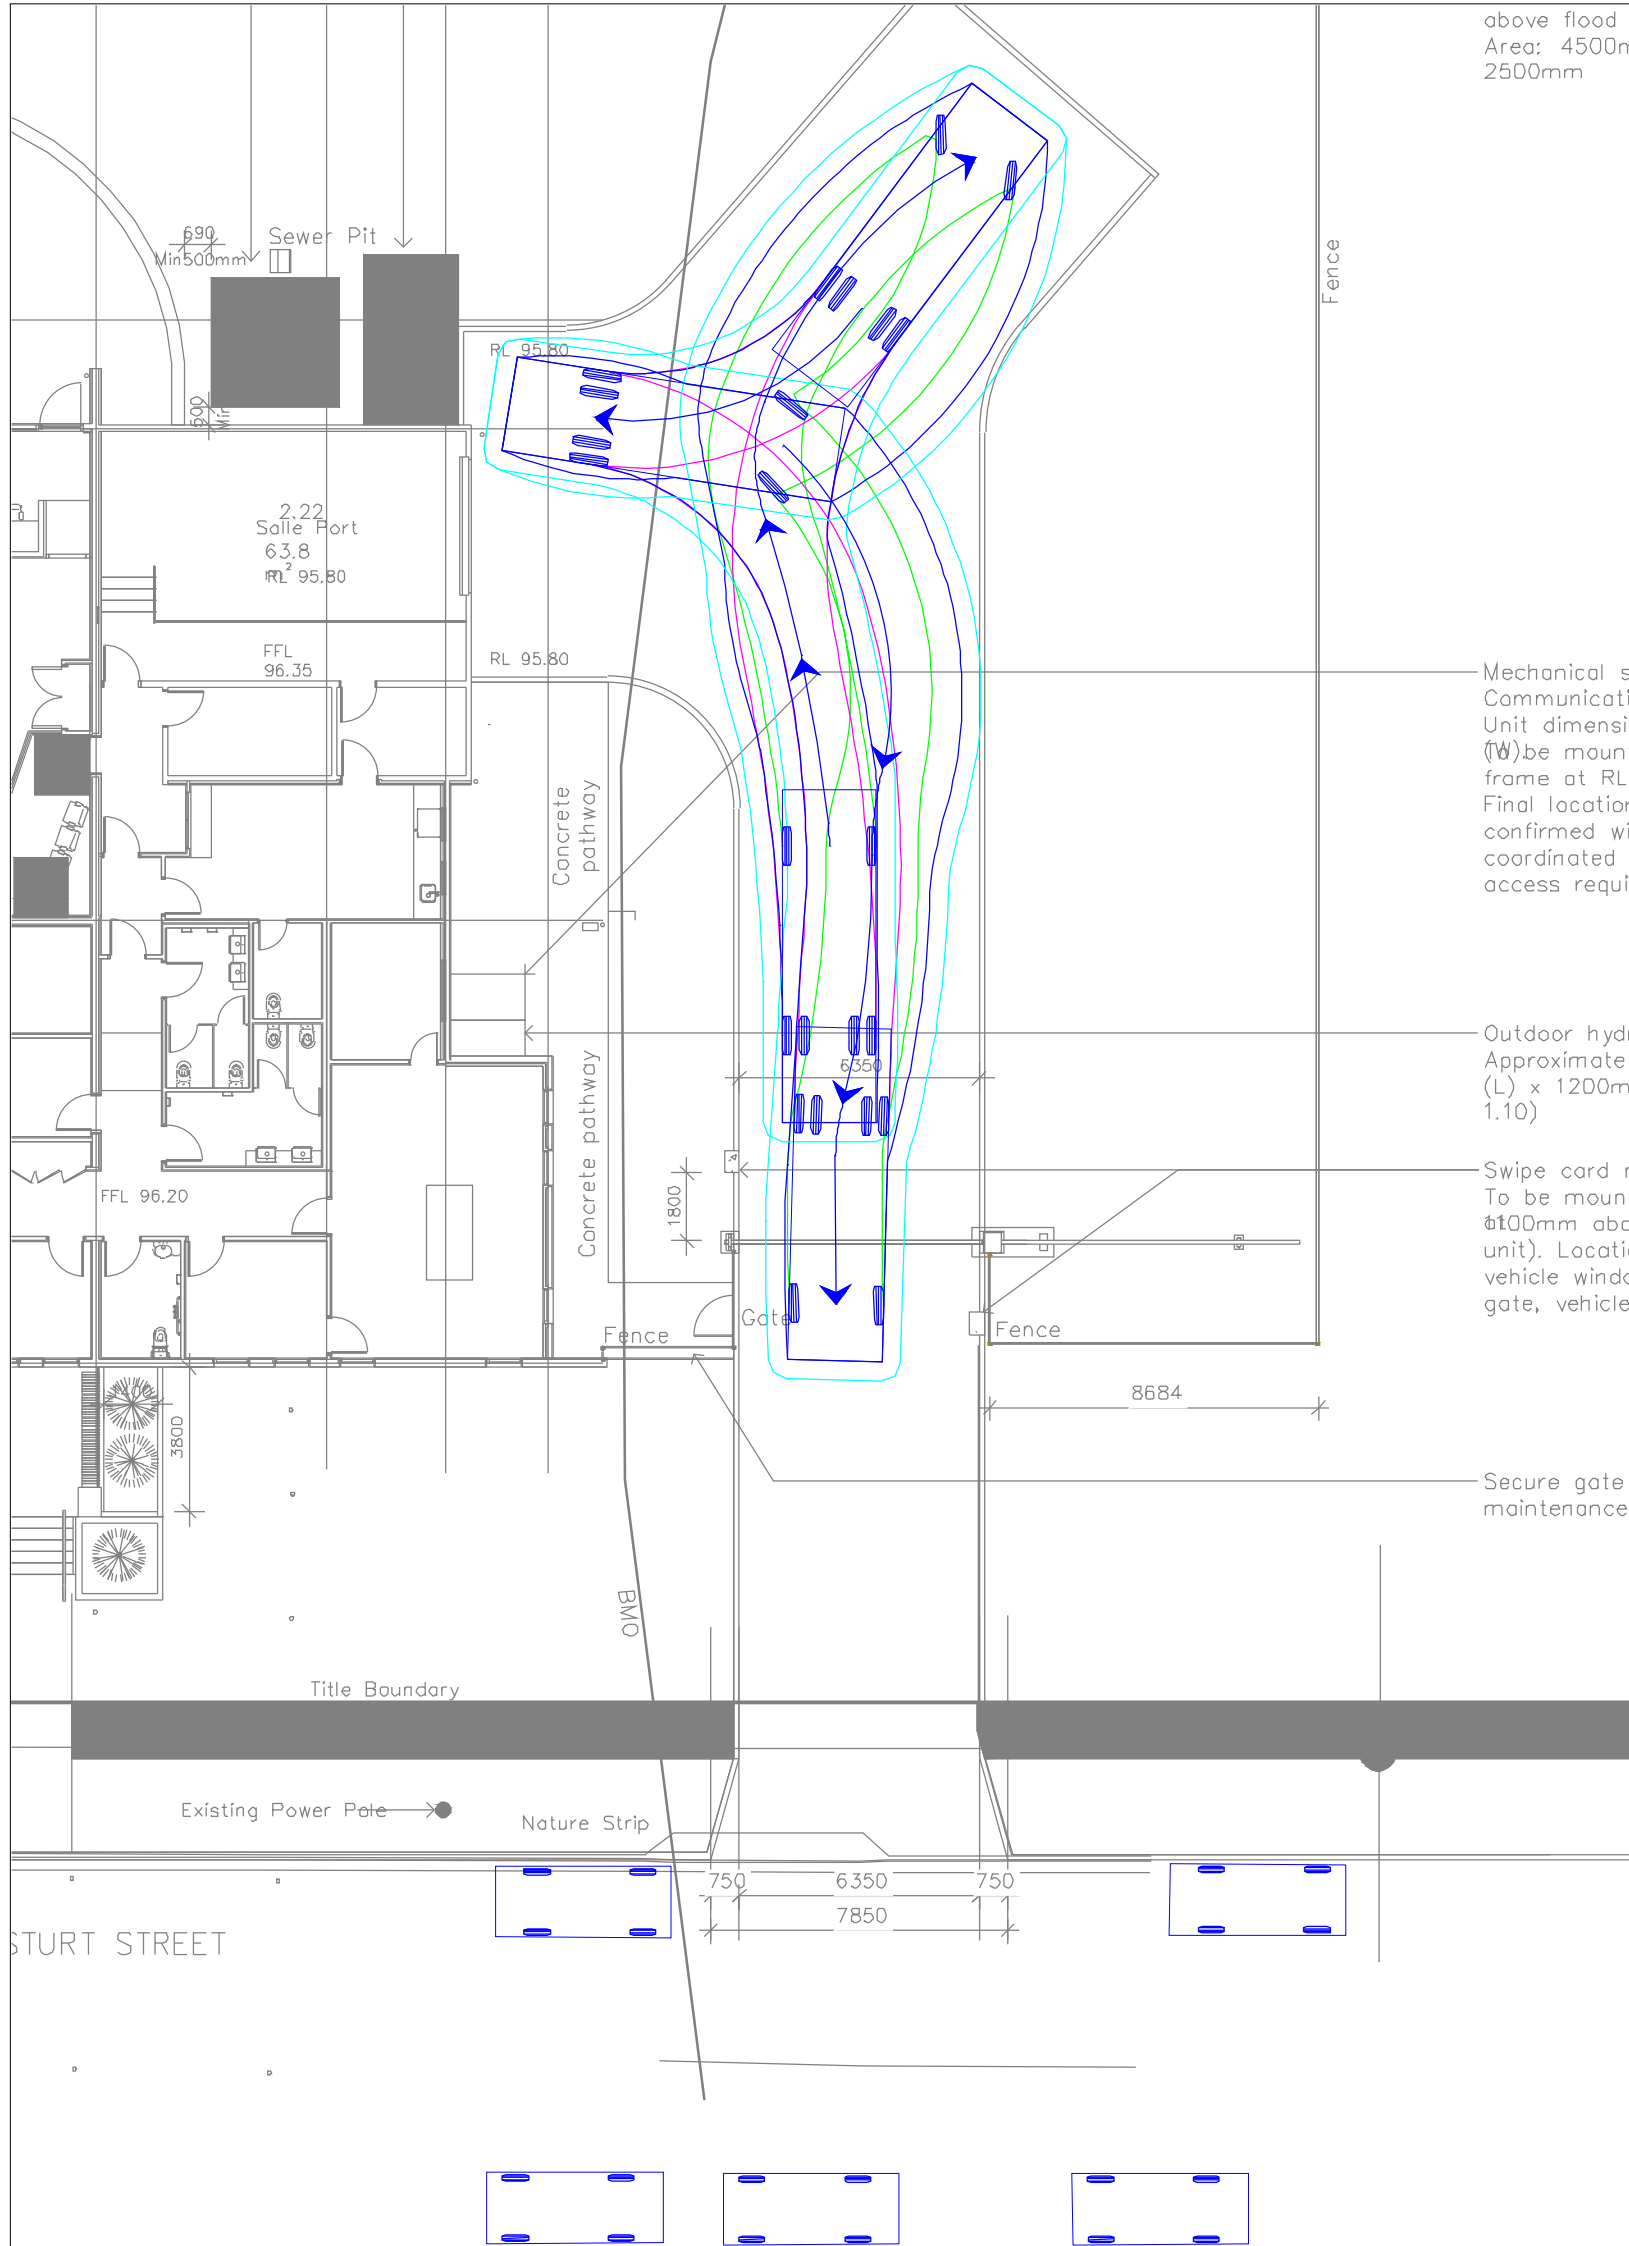 above flood
Area: 4500m
2500mm
690
Min500mm
Sewer Pit
Fence
RL 95.80
500
Min
2.22
Salle Port
63.8
m²
RL 95.80
FFL
96.35
RL 95.80
Mechanical s
Communicati
Unit dimensi
(W).
To be moun
frame at RL
Final location
confirmed wi
coordinated
access requi
Concrete
pathway
Outdoor hydr
Approximate
(L) x 1200m
1.10)
6350
Concrete pathway
1800
Swipe card r
To be moun
at
1100mm abo
unit). Locati
vehicle windo
gate, vehicle
FFL 96.20
Gate
Fence
Fence
1200
3800
8684
Secure gate
maintenance
BMO
Title Boundary
Existing Power Pole
Nature Strip
750
6350
750
7850
STURT STREET